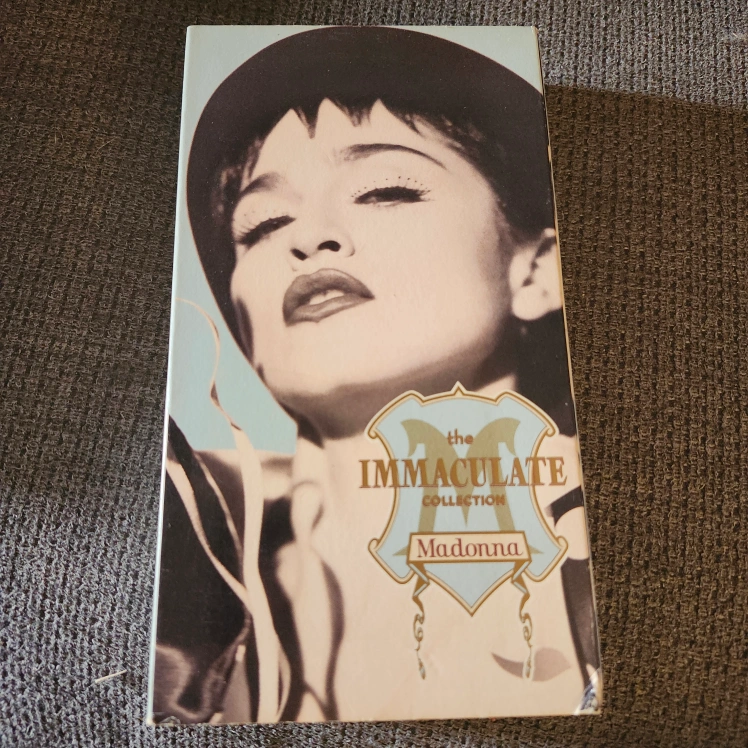 the
IMMACULATE
COLLECTION
Madonna